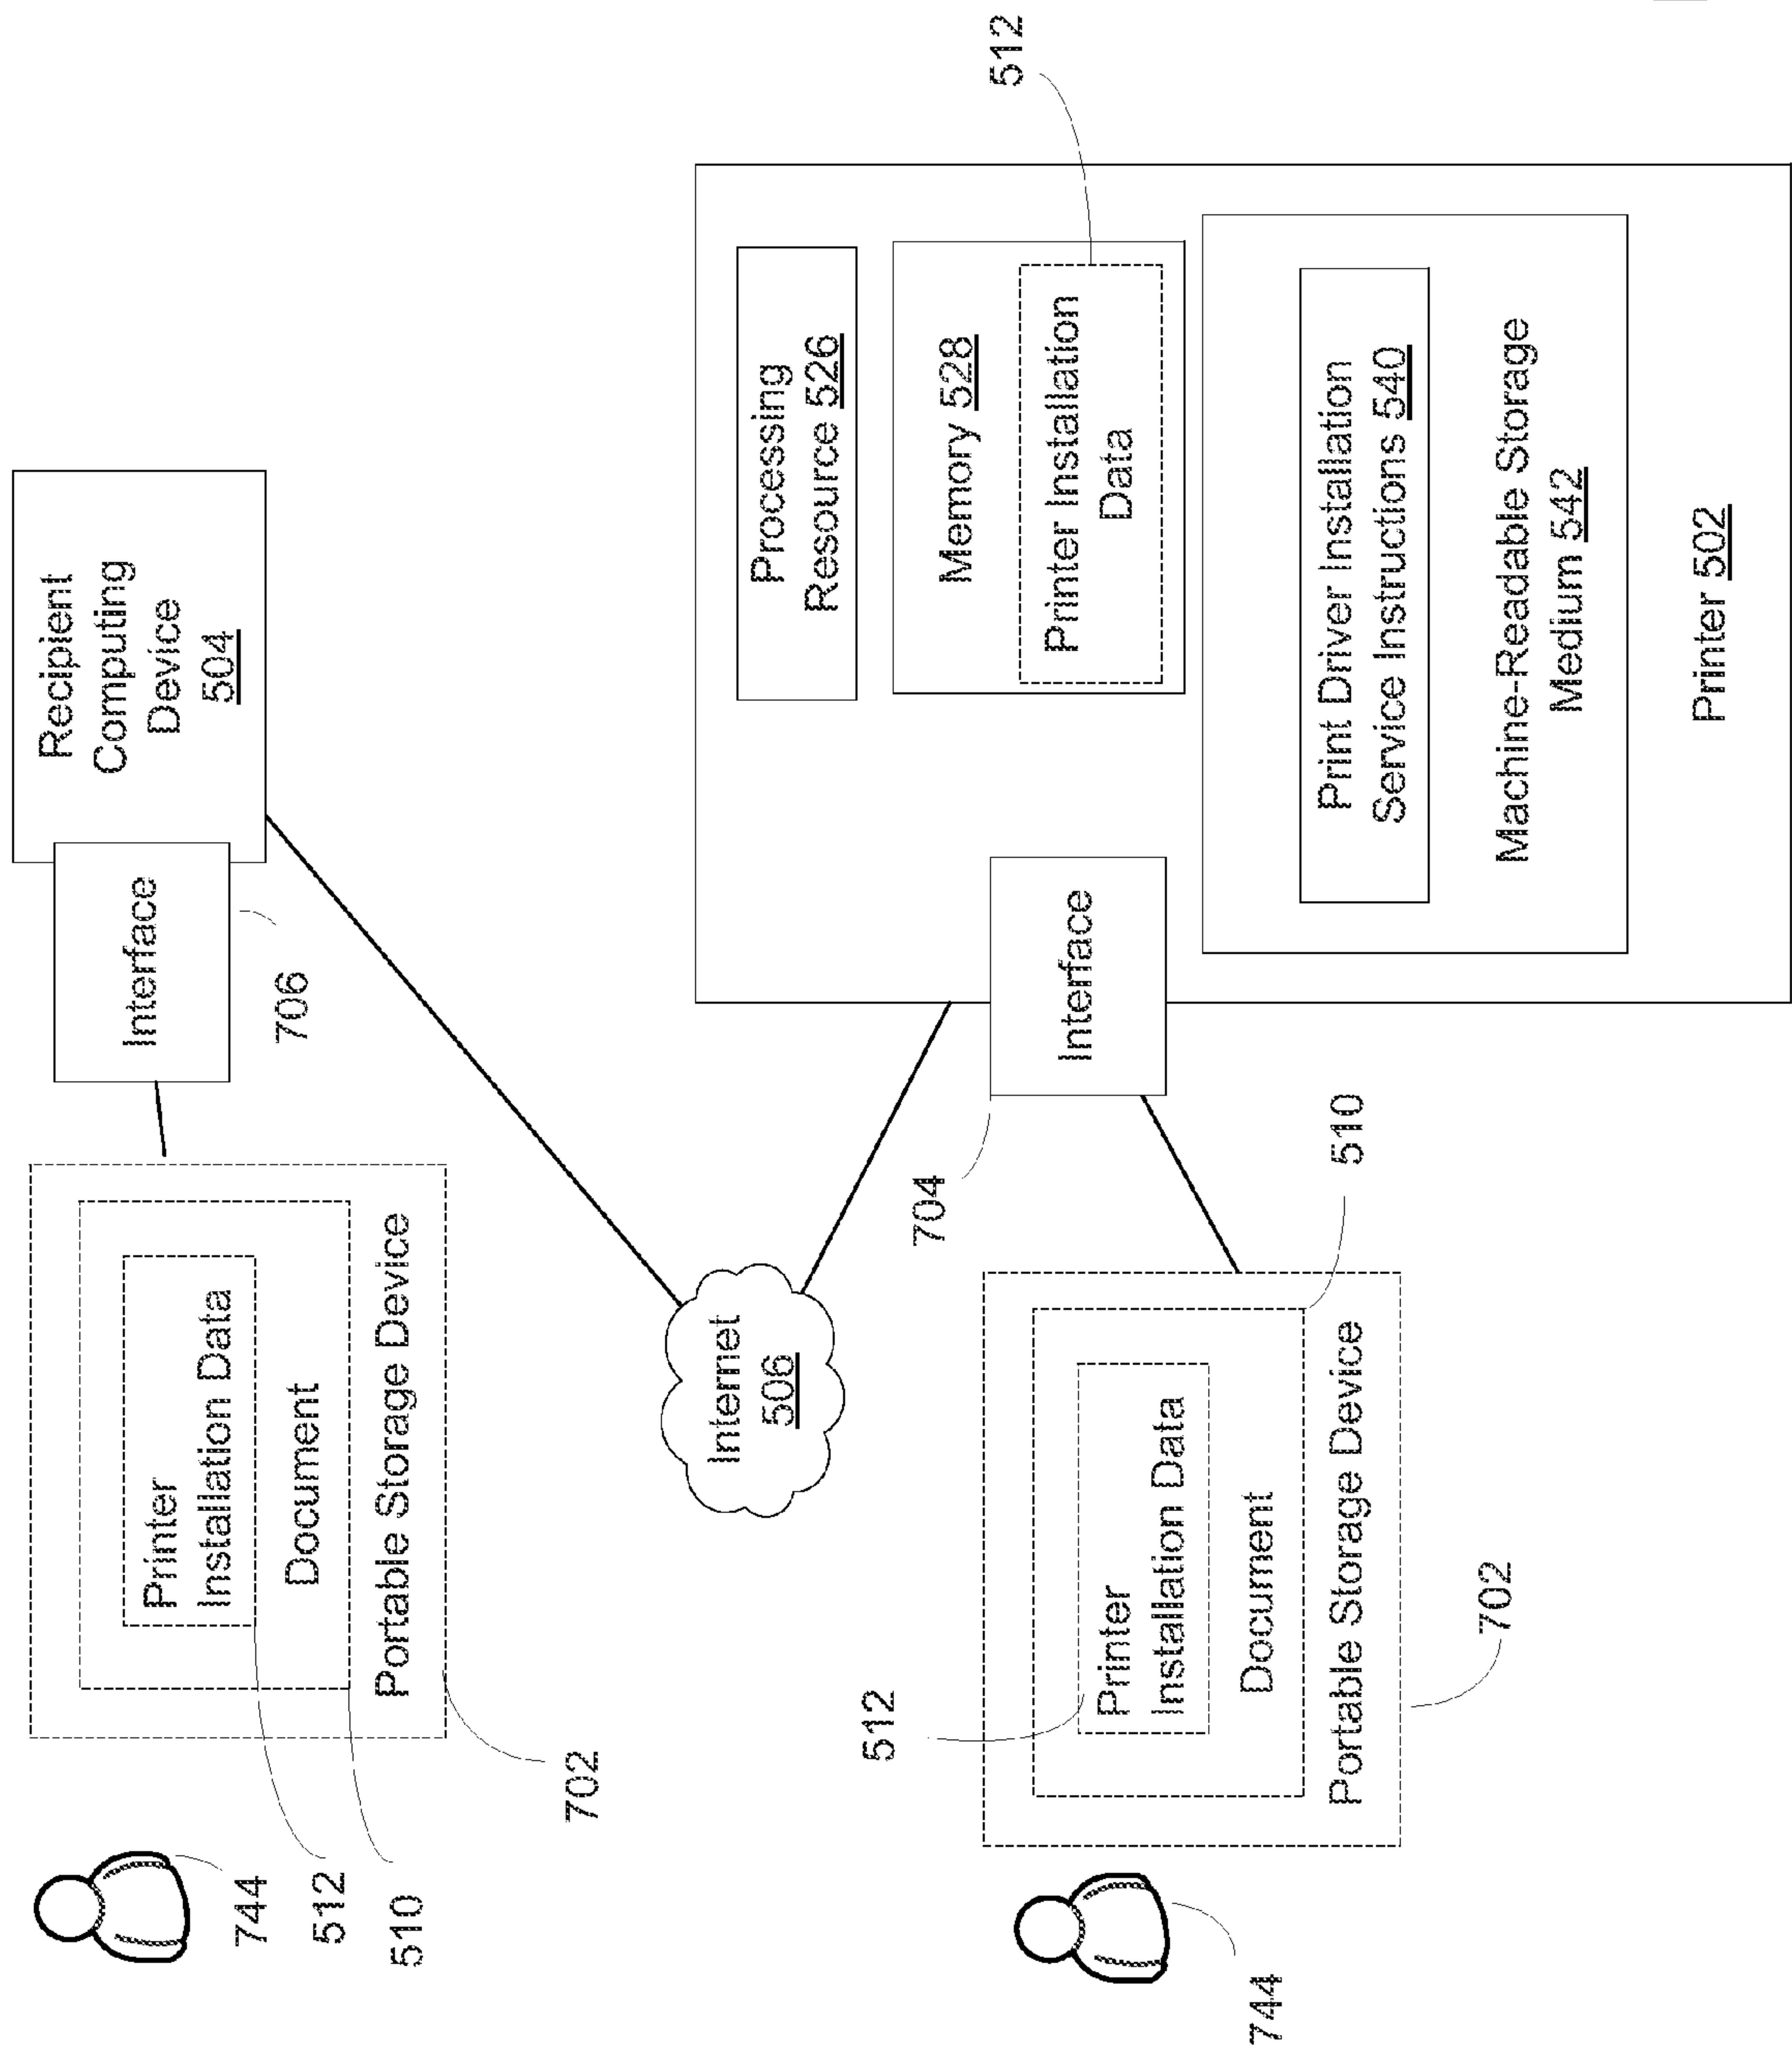 744
512
510
Printer
Installation Data
Document
Portable Storage Device
702
Interface
706
Recipient
Computing
Device
504
Internet
506
744
512
Printer
Installation Data
Document
Portable Storage Device
702
510
704
Interface
Processing
Resource 526
Memory 528
Printer Installation
Data
512
Print Driver Installation
Service Instructions 540
Machine-Readable Storage
Medium 542
Printer 502